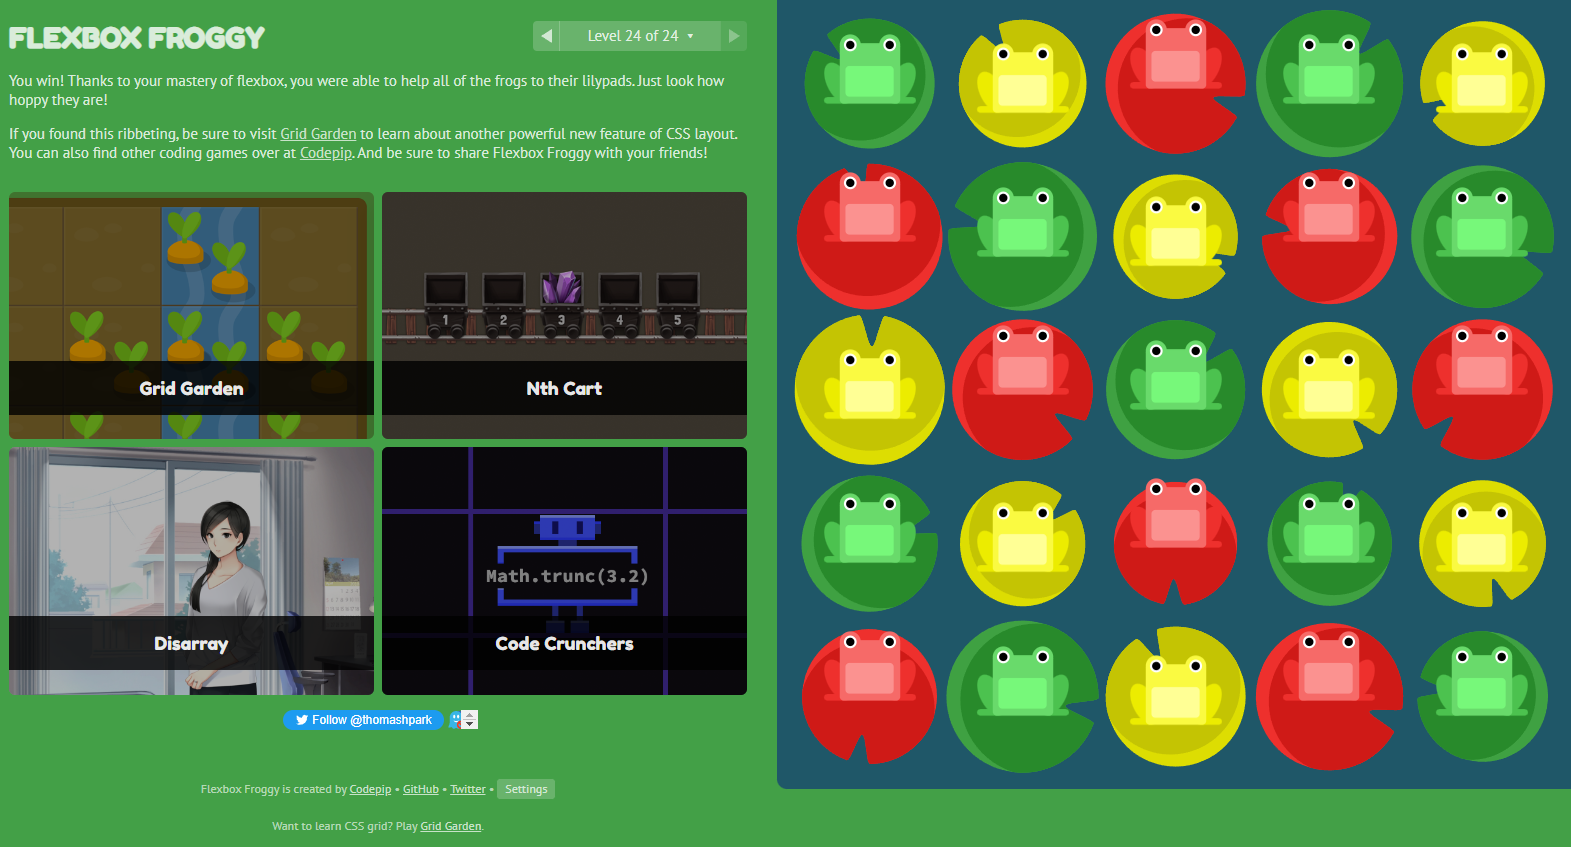 FLEXBOX FROGGY
Level 24 of 24
You win! Thanks to your mastery of flexbox, you were able to help all of the frogs to their lilypads. Just look how
hoppy they are!
If you found this ribbeting, be sure to visit Grid Garden to learn about another powerful new feature of CSS layout.
You can also find other coding games over at Codepip. And be sure to share Flexbox Froggy with your friends!
1 2 3 4 5
Grid Garden
Nth Cart
Math.trunc(3.2)
Disarray
Code Crunchers
Follow @thomashpark
Flexbox Froggy is created by Codepip • GitHub • Twitter • Settings
Want to learn CSS grid? Play Grid Garden.